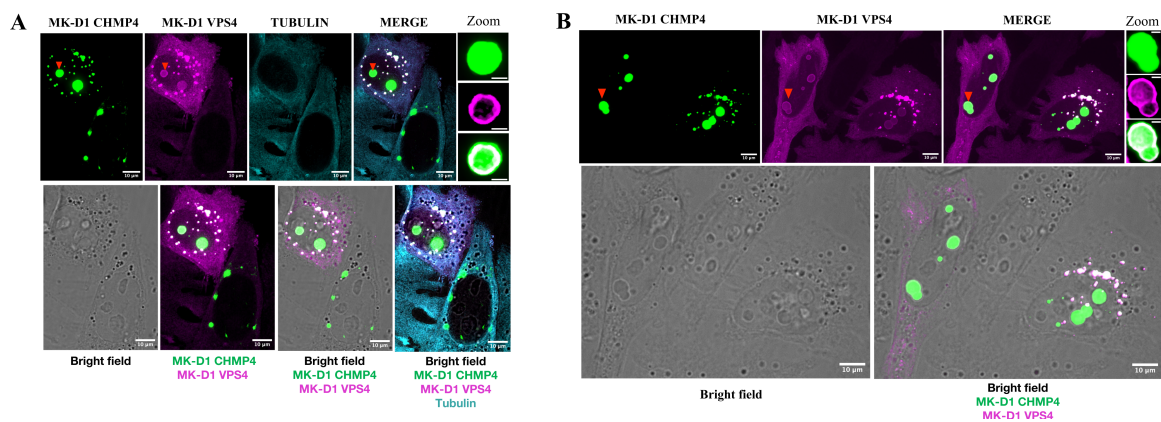 A
MK-D1 CHMP4 MK-D1 VPS4 TUBULIN MERGE Zoom
10 μm 10 μm 10 μm 10 μm
10 μm 10 μm 10 μm 10 μm
Bright field MK-D1 CHMP4 Bright field Bright field
MK-D1 VPS4 MK-D1 CHMP4 MK-D1 CHMP4
MK-D1 VPS4 MK-D1 VPS4
Tubulin
B
MK-D1 CHMP4 MK-D1 VPS4 MERGE Zoom
10 μm 10 μm 10 μm
10 μm 10 μm
Bright field Bright field
MK-D1 CHMP4
MK-D1 VPS4